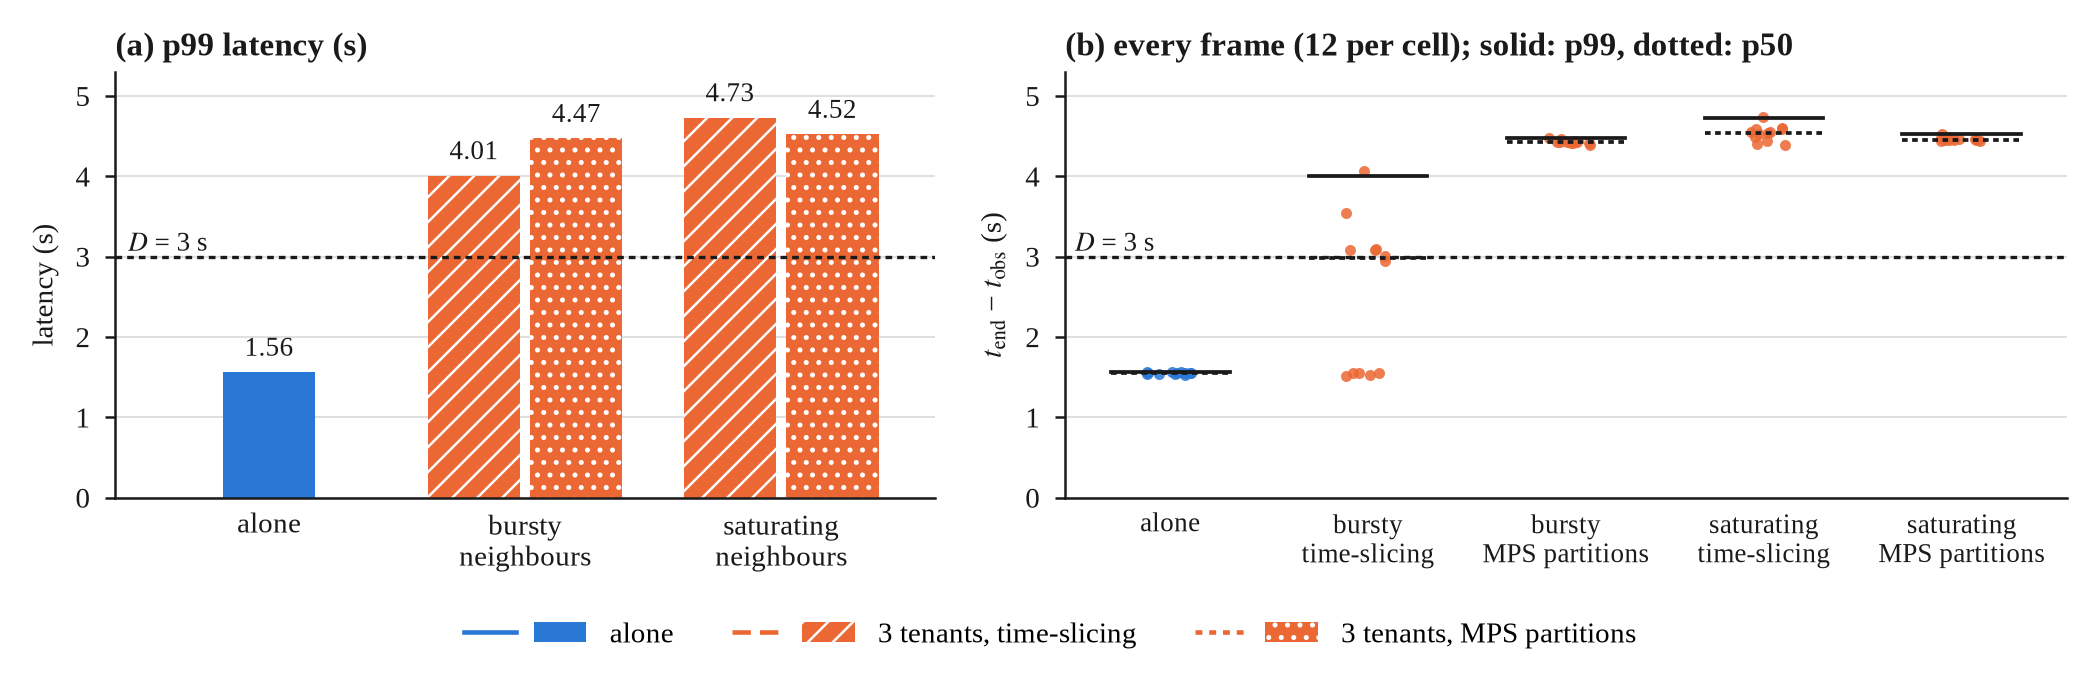 (a) p99 latency (s)
latency (s)
5
4
3
2
1
0
D = 3 s
1.56
4.01
4.47
4.73
4.52
alone
bursty
neighbours
saturating
neighbours
(b) every frame (12 per cell); solid: p99, dotted: p50
t_end − t_obs (s)
5
4
3
2
1
0
D = 3 s
alone
bursty
time-slicing
bursty
MPS partitions
saturating
time-slicing
saturating
MPS partitions
alone
3 tenants, time-slicing
3 tenants, MPS partitions